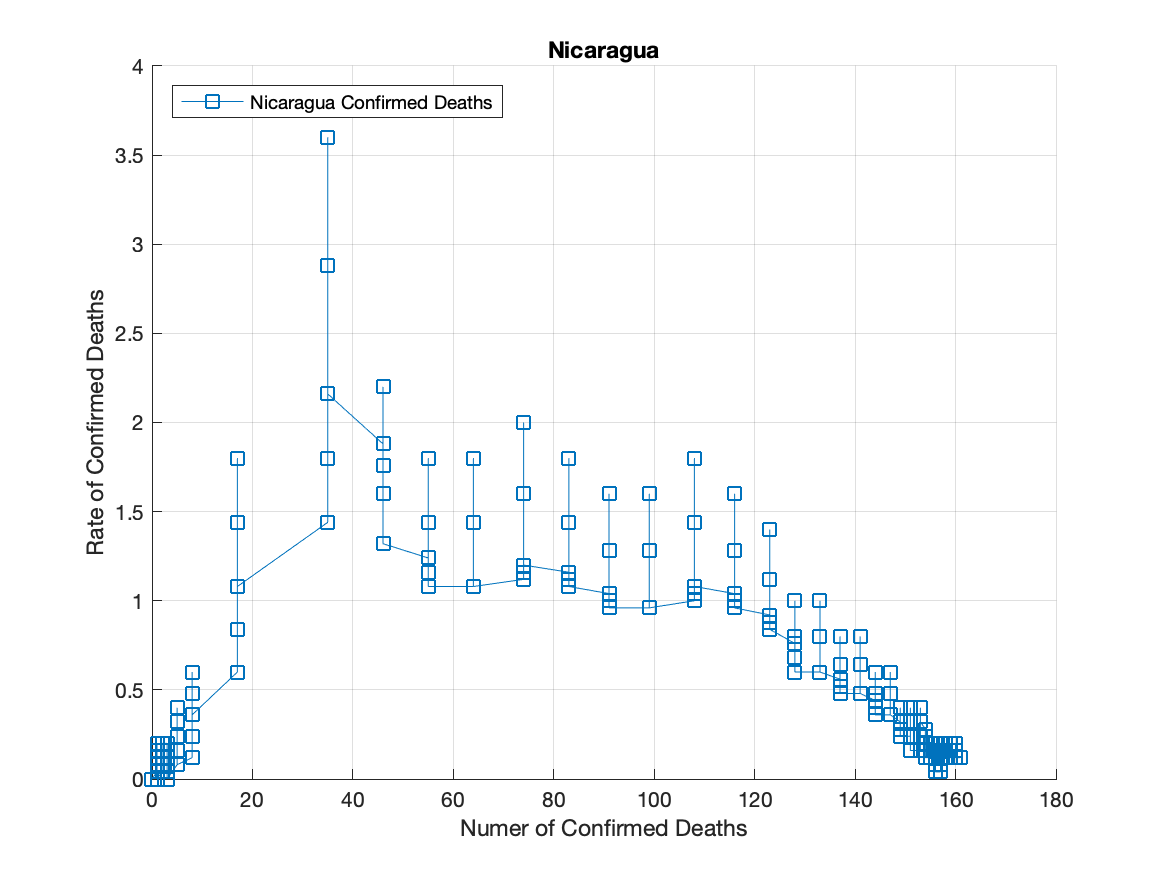 Nicaragua
4
Nicaragua Confirmed Deaths
3.5
3
2.5
2
1.5
1
0.5
0
Rate of Confirmed Deaths
0 20 40 60 80 100 120 140 160 180
Numer of Confirmed Deaths